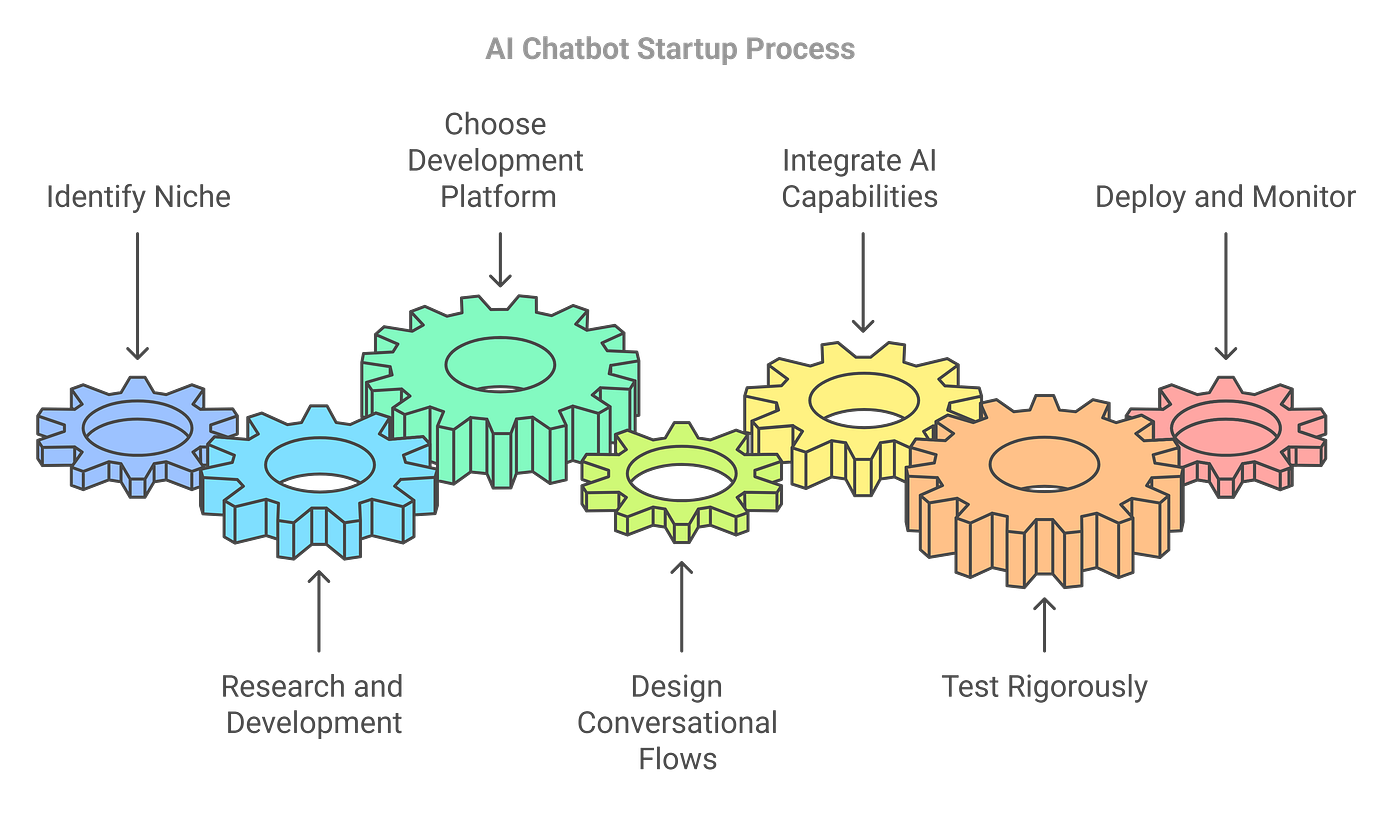 AI Chatbot Startup Process
Identify Niche
Research and
Development
Choose
Development
Platform
Design
Conversational
Flows
Integrate AI
Capabilities
Test Rigorously
Deploy and Monitor